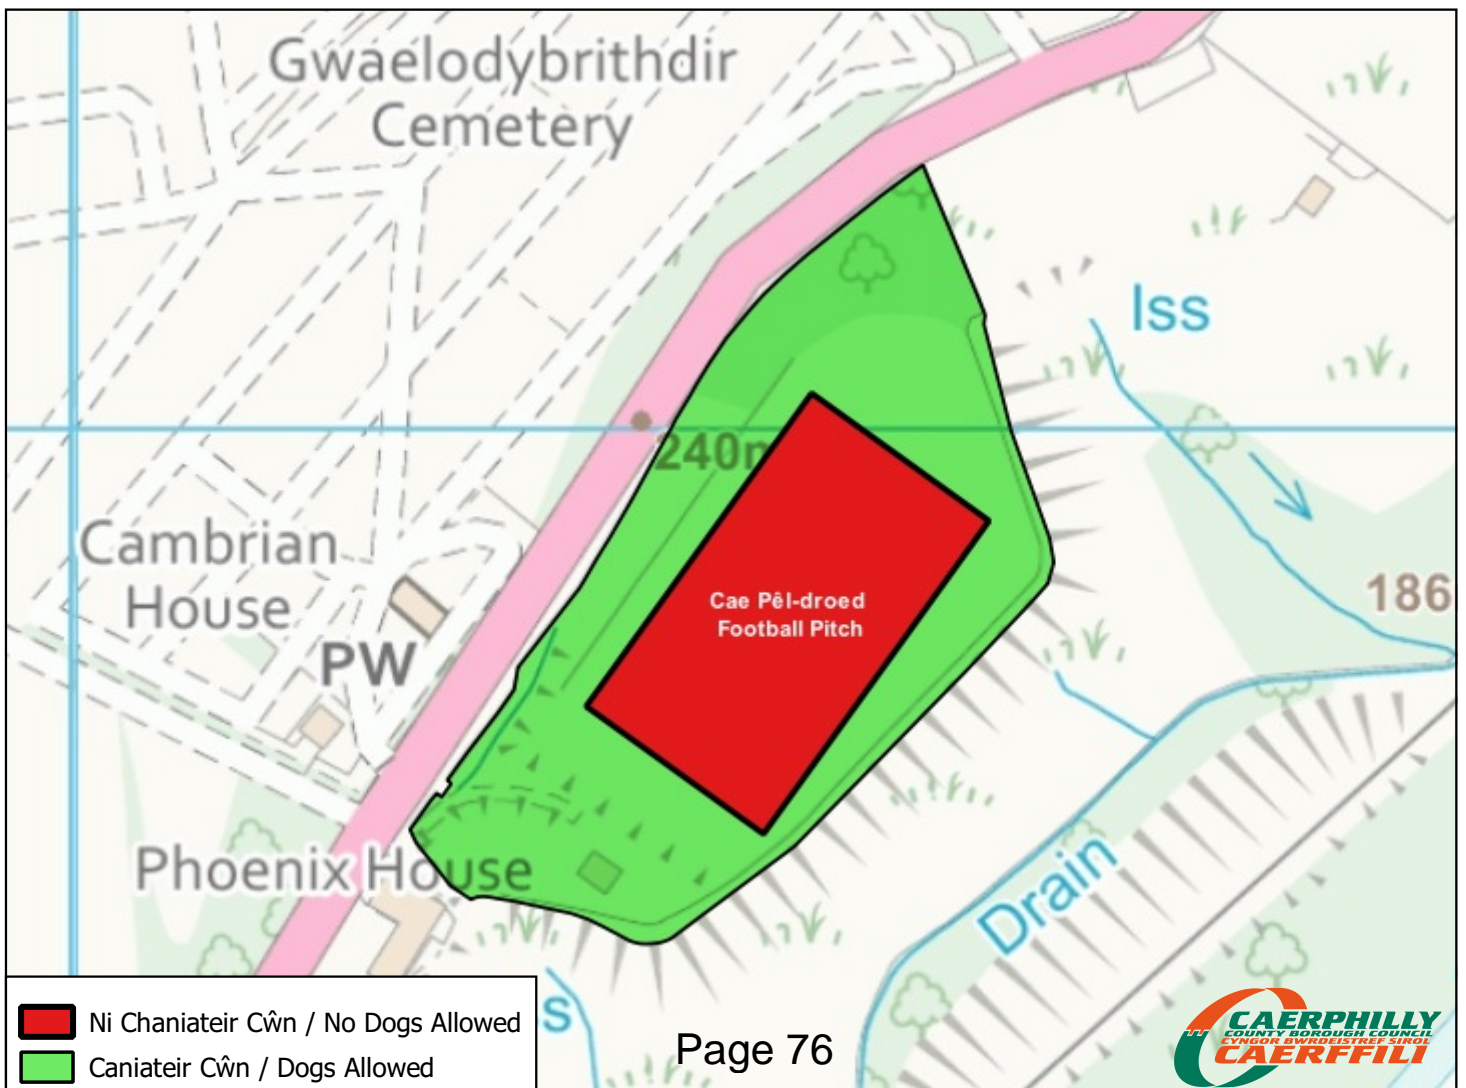 Gwaelodybrithdir
Cemetery
Iss
240m
Cambrian
House
PW
Cae Pêl-droed
Football Pitch
186
Phoenix House
Drain
s
Ni Chaniateir Cŵn / No Dogs Allowed
Caniateir Cŵn / Dogs Allowed
Page 76
CAERPHILLY
COUNTY BOROUGH COUNCIL
CYNGOR BWRDEISTREF SIROL
CAERFFILI